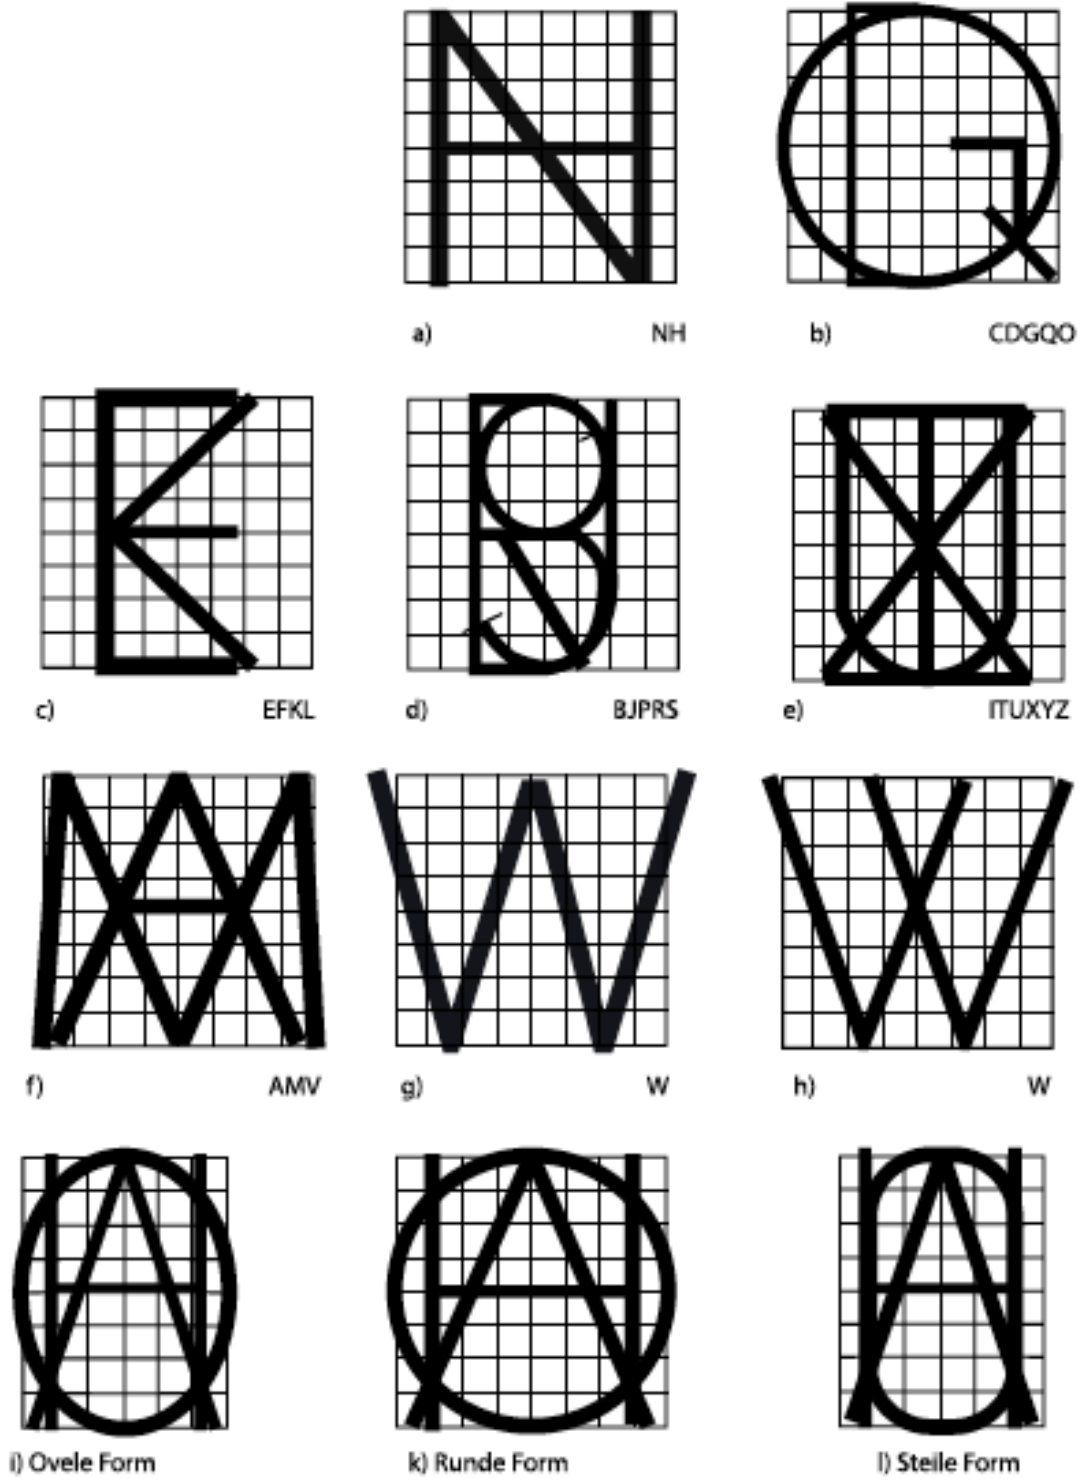 a) NH
b) CDGQO
c) EFKL
d) BJPRS
e) ITUXYZ
f) AMV
g) W
h) W
i) Ovele Form
k) Runde Form
l) Steile Form